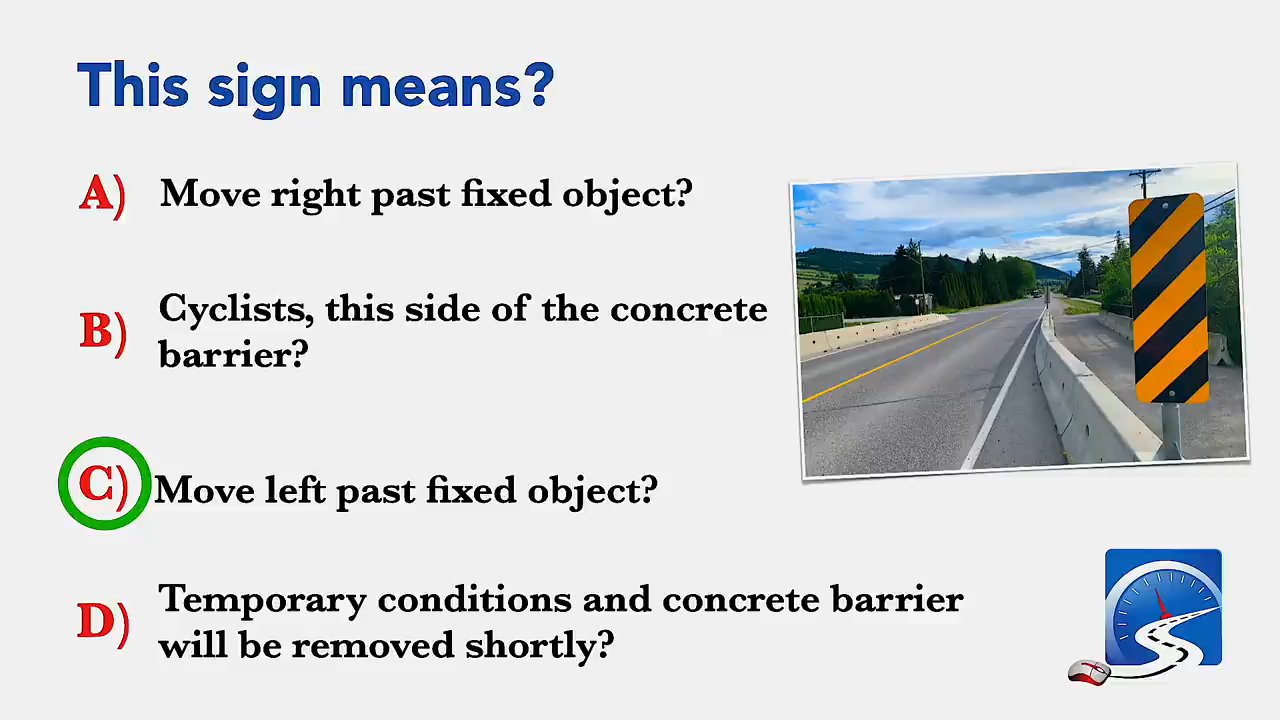 This sign means?
A) Move right past fixed object?
B) Cyclists, this side of the concrete
barrier?
C) Move left past fixed object?
D) Temporary conditions and concrete barrier
will be removed shortly?